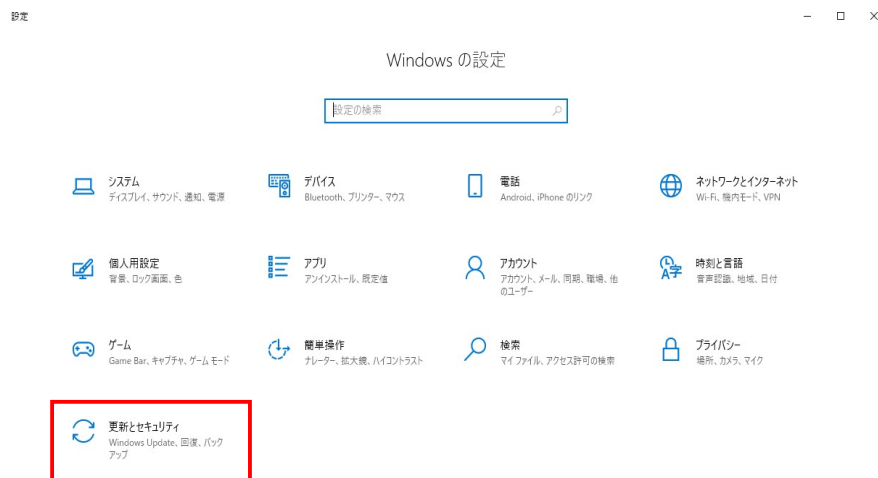 設定
Windows の設定
設定の検索
システム
ディスプレイ、サウンド、通知、電源
デバイス
Bluetooth、プリンター、マウス
電話
Android、iPhone のリンク
ネットワークとインターネット
Wi-Fi、機内モード、VPN
個人用設定
背景、ロック画面、色
アプリ
アンインストール、既定値
アカウント
アカウント、メール、同期、職場、他
のユーザー
時刻と言語
音声認識、地域、日付
ゲーム
Game Bar、キャプチャ、ゲーム モード
簡単操作
ナレーター、拡大鏡、ハイコントラスト
検索
マイ ファイル、アクセス許可の検索
プライバシー
場所、カメラ、マイク
更新とセキュリティ
Windows Update、回復、バック
アップ